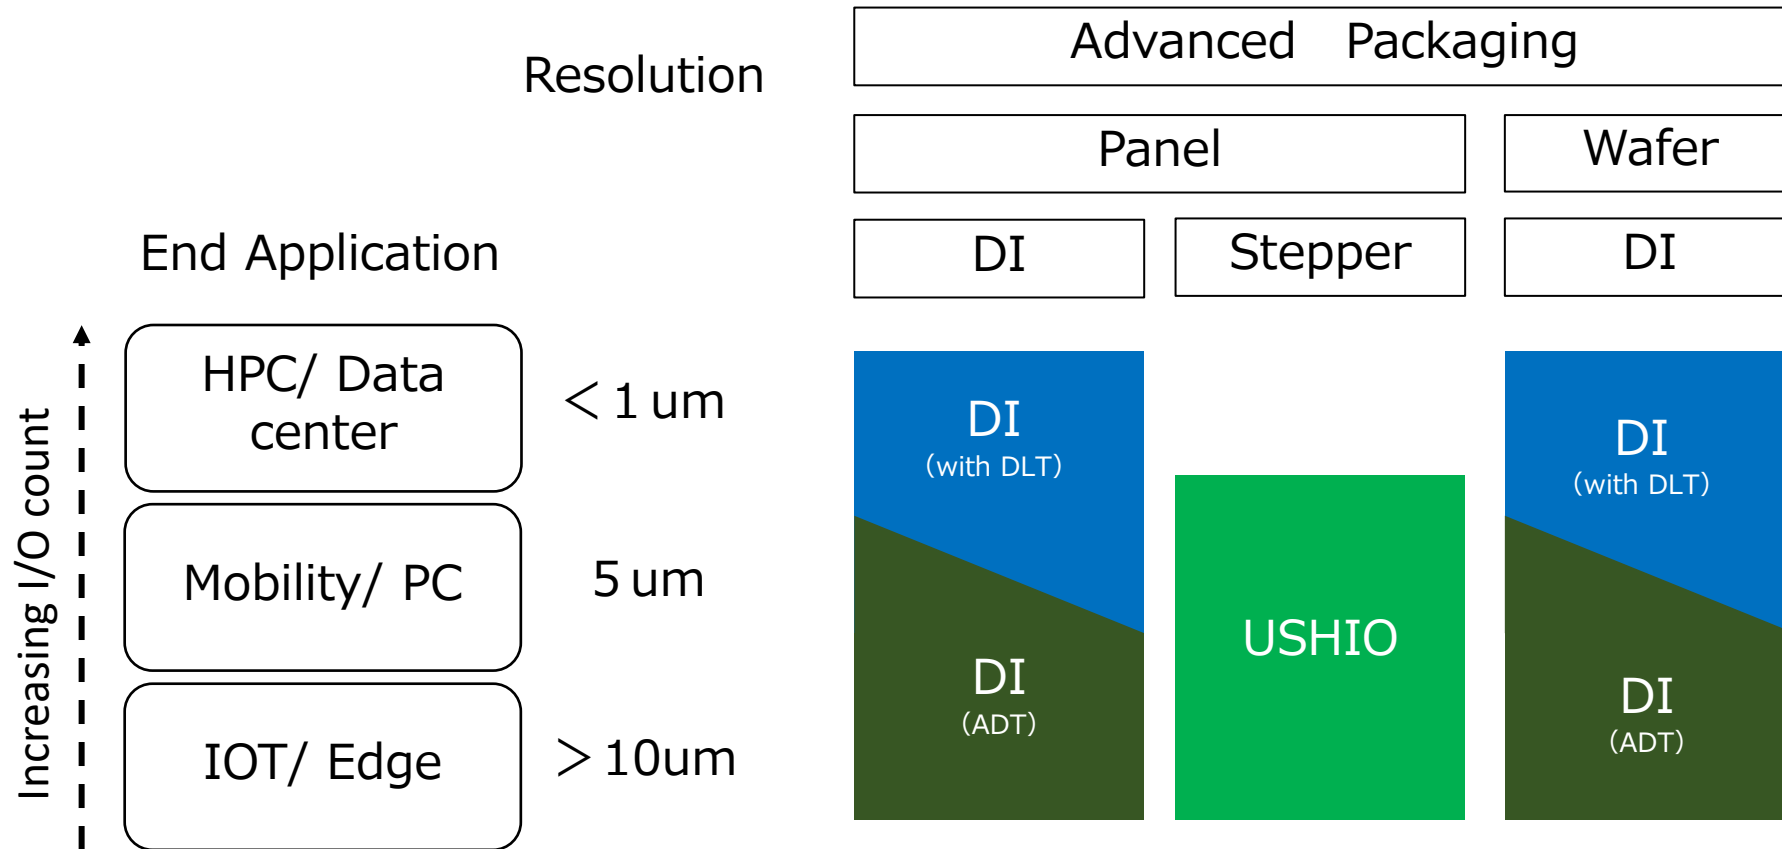 Resolution
Advanced Packaging
Panel
Wafer
End Application
DI
Stepper
DI
Increasing I/O count
HPC/ Data
center
＜1 um
Mobility/ PC
5 um
IOT/ Edge
＞10um
DI
(with DLT)
DI
(ADT)
USHIO
DI
(with DLT)
DI
(ADT)